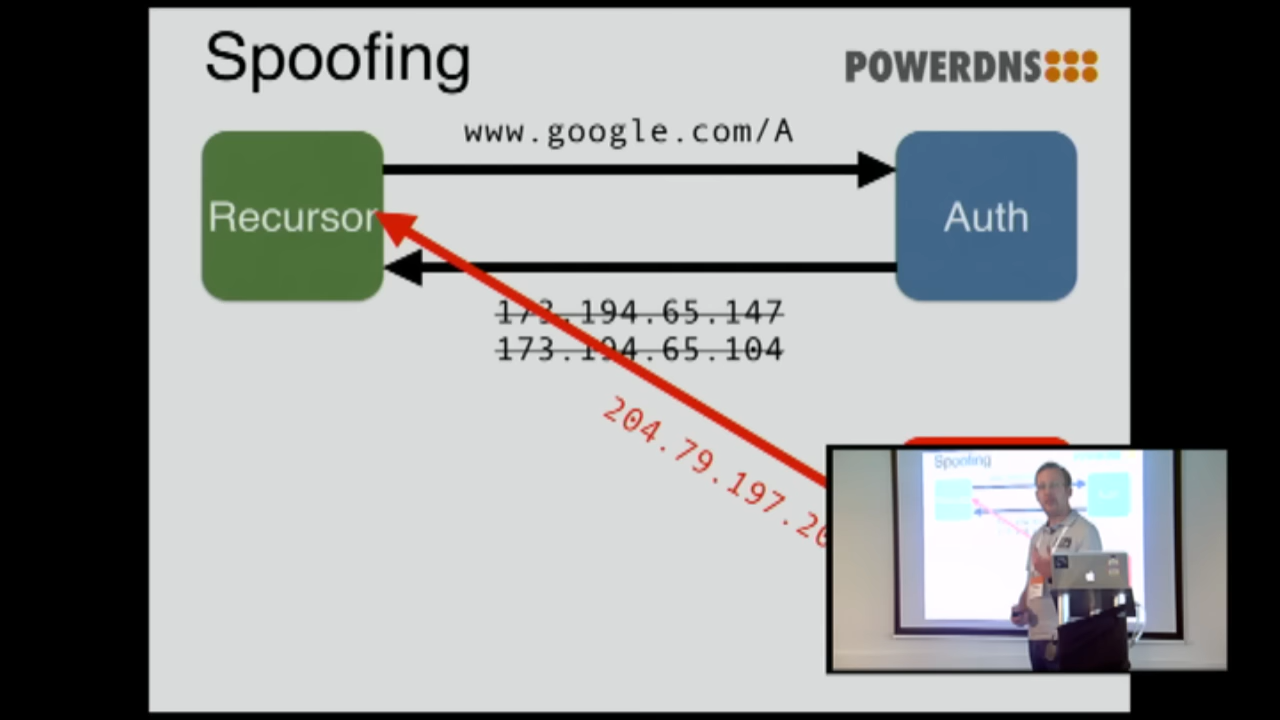 Spoofing
POWERDNS
www.google.com/A
Recursor
Auth
173.194.65.147
173.194.65.104
204.79.197.20
Spoofing